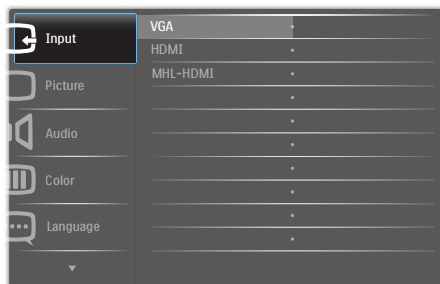 Input
Picture
Audio
Color
Language
VGA
HDMI
MHL-HDMI